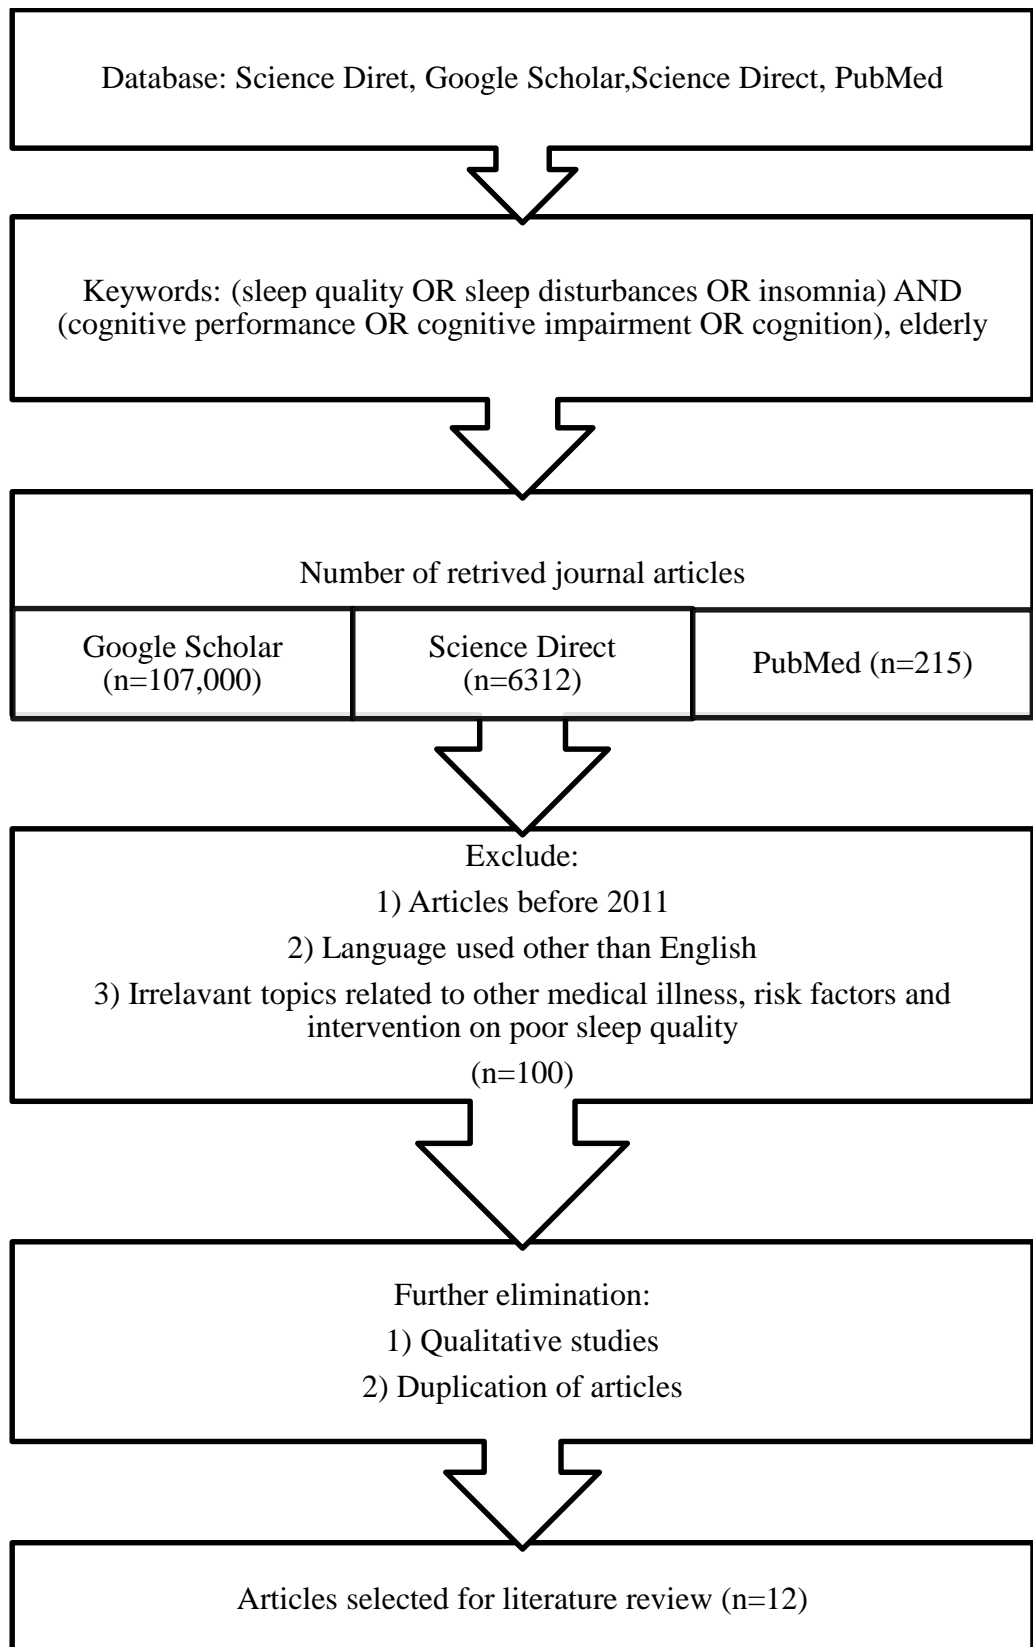 Database: Science Diret, Google Scholar,Science Direct, PubMed
Keywords: (sleep quality OR sleep disturbances OR insomnia) AND
(cognitive performance OR cognitive impairment OR cognition), elderly
Number of retrived journal articles
Google Scholar
(n=107,000)
Science Direct
(n=6312)
PubMed (n=215)
Exclude:
1) Articles before 2011
2) Language used other than English
3) Irrelavant topics related to other medical illness, risk factors and
intervention on poor sleep quality
(n=100)
Further elimination:
1) Qualitative studies
2) Duplication of articles
Articles selected for literature review (n=12)